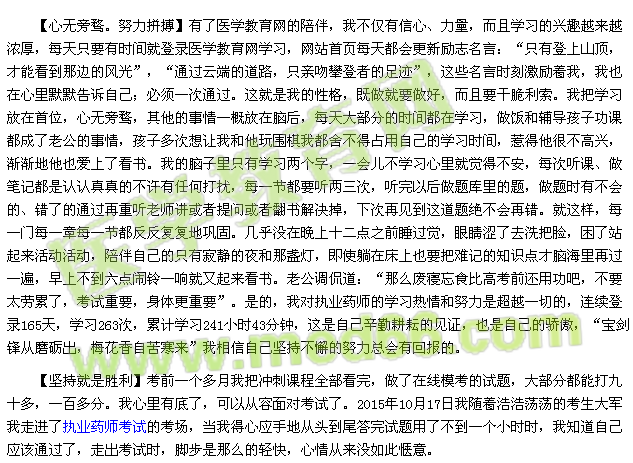 【心无旁骛。努力拼搏】有了医学教育网的陪伴，我不仅有信心、力量，而且学习的兴趣越来越
浓厚，每天只要有时间就登录医学教育网学习，网站首页每天都会更新励志名言：“只有登上山顶，
才能看到那边的风光”，“通过云端的道路，只亲吻攀登者的足迹”，这些名言时刻激励着我，我也
在心里默默告诉自己；必须一次通过。这就是我的性格，既做就要做好，而且要干脆利索。我把学习
放在首位，心无旁骛，其他的事情一概放在脑后，每天大部分的时间都在学习，做饭和辅导孩子功课
都成了老公的事情，孩子多次想让我和他玩围棋我都舍不得占用自己的学习时间，惹得他很不高兴，
渐渐地他也爱上了看书。我的脑子里只有学习两个字，一会儿不学习心里就觉得不安，每次听课、做
笔记都是认认真真的不许有任何打扰，每一节都要听两三次，听完以后做题库里的题，做题时有不会
的、错了的通过再重听老师讲或者提问或者翻书解决掉，下次再见到这道题绝不会再错。就这样，每
一门每一章每一节都反反复复地巩固。几乎没在晚上十二点之前睡过觉，眼睛涩了去洗把脸，困了站
起来活动活动，陪伴自己的只有寂静的夜和那盏灯，即使躺在床上也要把难记的知识点才脑海里再过
一遍，早上不到六点闹铃一响就又起来看书。老公调侃道：“那么废寝忘食比高考前还用功吧，不要
太劳累了，考试重要，身体更重要”。是的，我对执业药师的学习热情和努力是超越一切的，连续登
录165天，学习263次，累计学习241小时43分钟，这是自己辛勤耕耘的见证，也是自己的骄傲，“宝剑
锋从磨砺出，梅花香自苦寒来”我相信自己坚持不懈的努力总会有回报的。
【坚持就是胜利】考前一个多月我把冲刺课程全部看完，做了在线模考的试题，大部分都能打九
十多，一百多分。我心里有底了，可以从容面对考试了。2015年10月17日我随着浩浩荡荡的考生大军
我走进了执业药师考试的考场，当我得心应手地从头到尾答完试题用了不到一个小时时，我知道自己
应该通过了，走出考试时，脚步是那么的轻快，心情从来没如此惬意。
医学教育网
www.med66.com